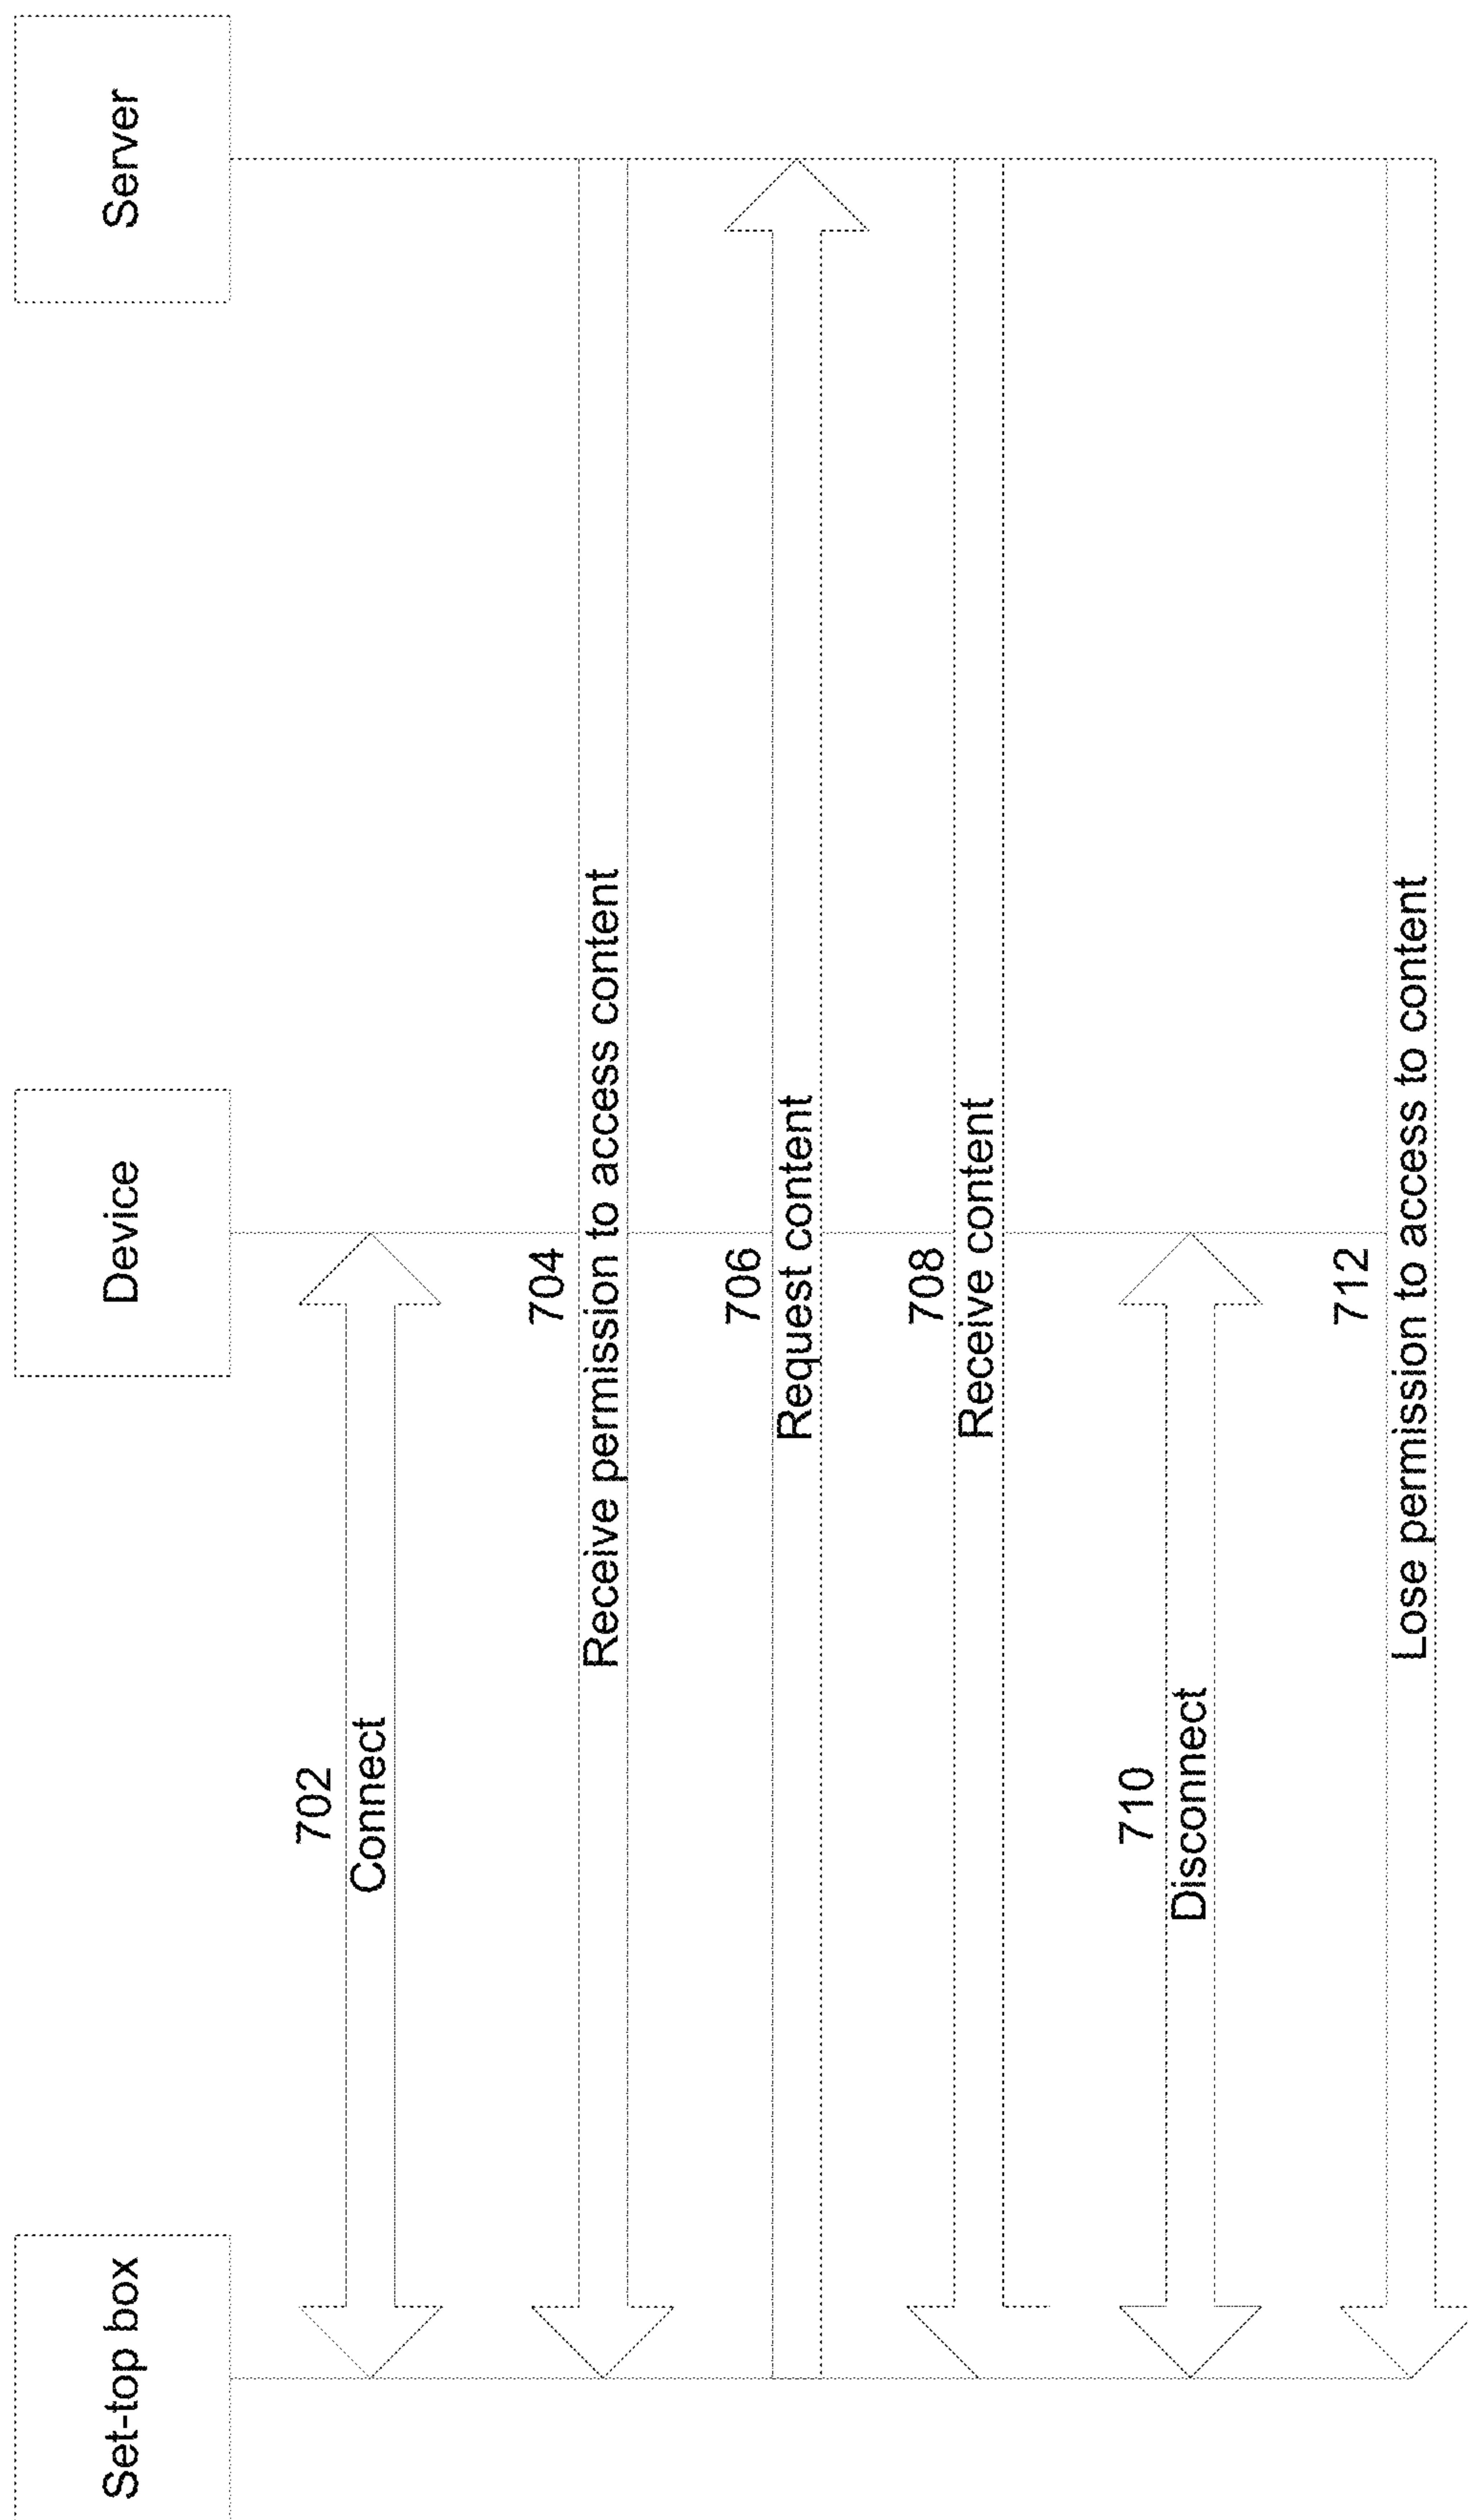 Set-top box
Device
Server
702
Connect
704
Receive permission to access content
706
Request content
708
Receive content
710
Disconnect
712
Lose permission to access to content